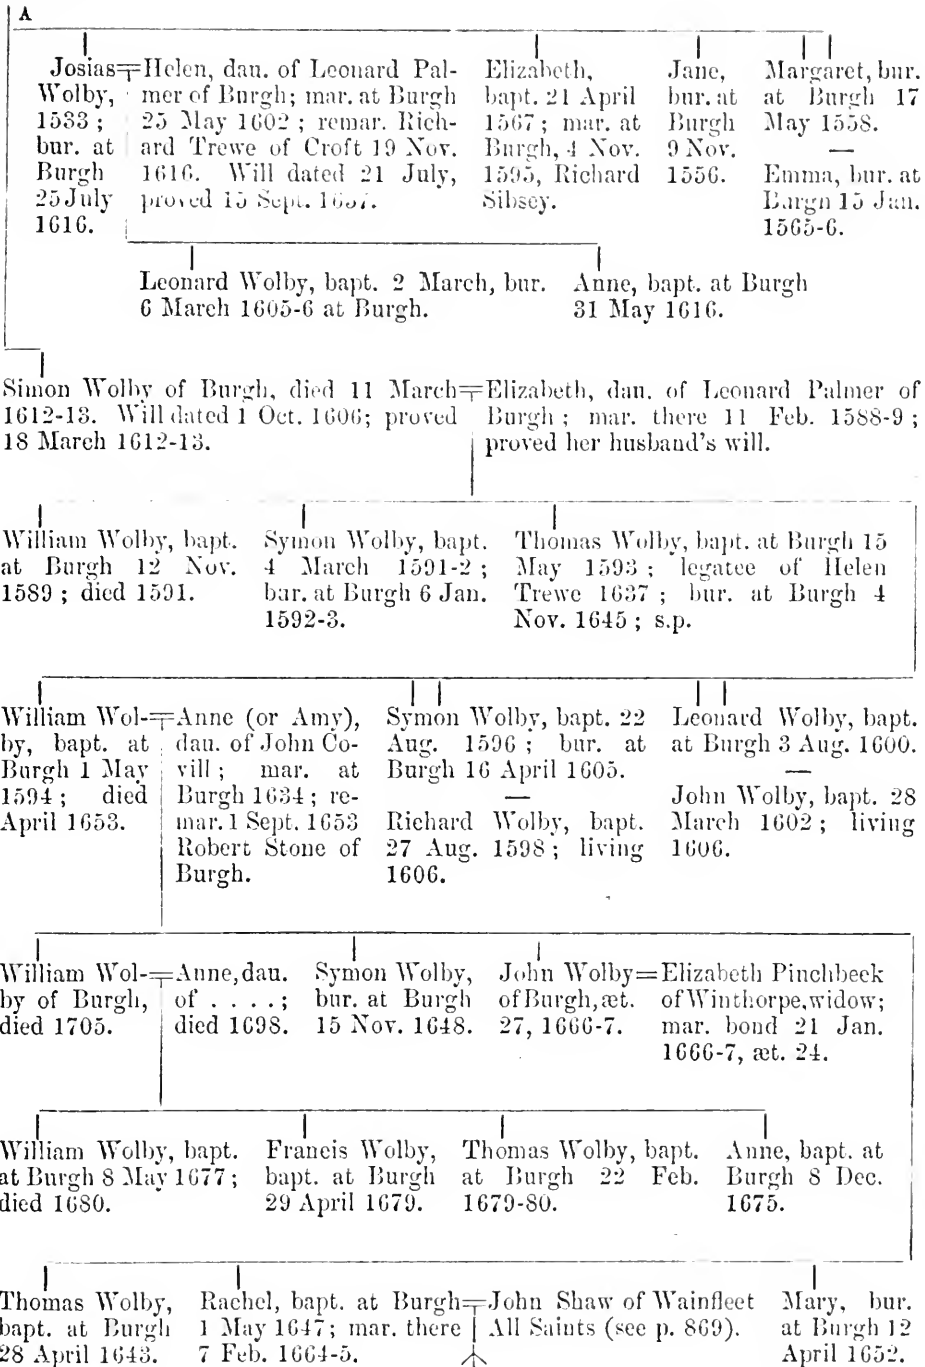 A
Josias=Helen, dau. of Leonard Pal-
Wolby, mer of Burgh; mar. at Burgh
1533; 25 May 1602; remar. Rich-
bur. at ard Trewe of Croft 19 Nov.
Burgh 1616. Will dated 21 July,
25 July proved 15 Sept. 1637.
1616.
Elizabeth,
bapt. 21 April
1567; mar. at
Burgh, 4 Nov.
1595, Richard
Sibsey.
Jane,
bur. at
Burgh
9 Nov.
1556.
Margaret, bur.
at Burgh 17
May 1558.
—
Emma, bur. at
Burgh 15 Jan.
1565-6.
Leonard Wolby, bapt. 2 March, bur.
6 March 1605-6 at Burgh.
Anne, bapt. at Burgh
31 May 1616.
Simon Wolby of Burgh, died 11 March=Elizabeth, dau. of Leonard Palmer of
1612-13. Will dated 1 Oct. 1606; proved Burgh; mar. there 11 Feb. 1588-9;
18 March 1612-13. proved her husband's will.
William Wolby, bapt.
at Burgh 12 Nov.
1589; died 1591.
Symon Wolby, bapt.
4 March 1591-2;
bur. at Burgh 6 Jan.
1592-3.
Thomas Wolby, bapt. at Burgh 15
May 1593; legatee of Helen
Trewe 1637; bur. at Burgh 4
Nov. 1645; s.p.
William Wol-=Anne (or Amy),
by, bapt. at dau. of John Co-
Burgh 1 May vill; mar. at
1594; died Burgh 1634; re-
April 1653. mar. 1 Sept. 1653
Robert Stone of
Burgh.
Symon Wolby, bapt. 22
Aug. 1596; bur. at
Burgh 16 April 1605.
—
Richard Wolby, bapt.
27 Aug. 1598; living
1606.
Leonard Wolby, bapt.
at Burgh 3 Aug. 1600.
—
John Wolby, bapt. 28
March 1602; living
1606.
William Wol-=Anne, dau.
by of Burgh, of . . . .;
died 1705. died 1698.
Symon Wolby,
bur. at Burgh
15 Nov. 1648.
John Wolby=Elizabeth Pinchbeck
of Burgh, æt. of Winthorpe, widow;
27, 1666-7. mar. bond 21 Jan.
1666-7, æt. 24.
William Wolby, bapt.
at Burgh 8 May 1677;
died 1680.
Francis Wolby,
bapt. at Burgh
29 April 1679.
Thomas Wolby, bapt.
at Burgh 22 Feb.
1679-80.
Anne, bapt. at
Burgh 8 Dec.
1675.
Thomas Wolby,
bapt. at Burgh
28 April 1643.
Rachel, bapt. at Burgh=John Shaw of Wainfleet
1 May 1647; mar. there All Saints (see p. 869).
7 Feb. 1664-5.
Mary, bur.
at Burgh 12
April 1652.